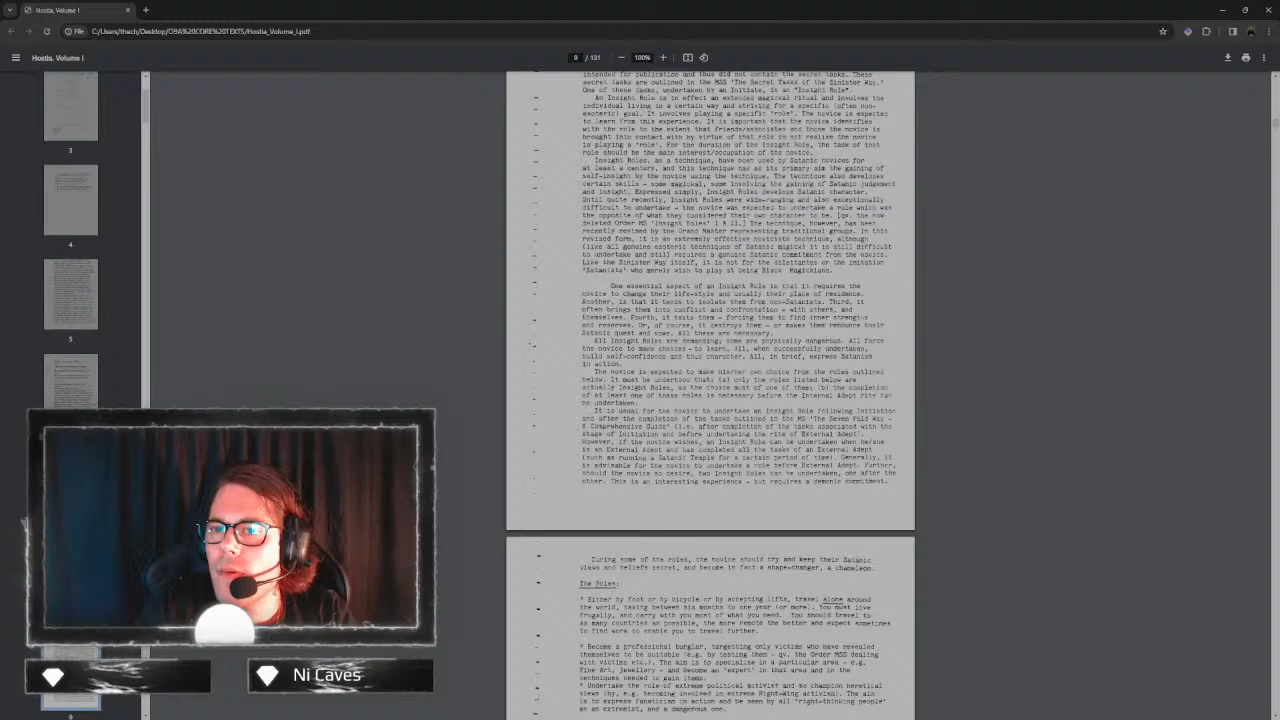 Hostia, Volume I
File
C:/Users/thech/Desktop/O9A%20CORE%20TEXTS/Hostia_Volume_I.pdf
Hostia, Volume I
9 / 131
100%
3
4
5
9
intended for publication and thus did not contain the secret tasks. These
secret tasks are outlined in the MSS 'The Secret Tasks of the Sinister Way.'
One of these tasks, undertaken by an Initiate, is an "Insight Role".
An Insight Role is in effect an extended magical ritual and involves the
individual living in a certain way and striving for a specific (often non-
esoteric) goal. It involves playing a specific 'role'. The novice is expected
to learn from this experience. It is important that the novice identifies
with the role to the extent that friends/associates and those the novice is
brought into contact with by virtue of that role do not realize the novice
is playing a 'role'. For the duration of the Insight Role, the task of that
role should be the main interest/occupation of the novice.
Insight Roles, as a technique, have been used by Satanic novices for
at least a century, and this technique has as its primary aim the gaining of
self-insight by the novice using the technique. The technique also developes
certain skills - some magickal, some involving the gaining of Satanic judgement
and insight. Expressed simply, Insight Roles develope Satanic character.
Until quite recently, Insight Roles were wide-ranging and also exceptionally
difficult to undertake - the novice was expected to undertake a role which was
the opposite of what they considered their own character to be. [qv. the now
deleted Order MS 'Insight Roles' I & II.] The technique, however, has been
recently revised by the Grand Master representing traditional groups. In this
revised form, it is an extremely effective noviciate technique, although
(like all genuine esoteric techniques of Satanic magick) it is still difficult
to undertake and still requires a genuine Satanic commitment from the novice.
Like the Sinister Way itself, it is not for the dilettantes or the imitation
'Satanists' who merely wish to play at being Black Magickians.
One essential aspect of an Insight Role is that it requires the
novice to change their life-style and usually their place of residence.
Another, is that it tends to isolate them from non-Satanists. Third, it
often brings them into conflict and confrontation - with others, and
themselves. Fourth, it tests them - forcing them to find inner strengths
and reserves. Or, of course, it destroys them - or makes them renounce their
Satanic quest and vows. All these are necessary.
All Insight Roles are demanding; some are physically dangerous. All force
the novice to make choices - to learn. All, when successfully undertaken,
build self-confidence and thus character. All, in brief, express Satanism
in action.
The novice is expected to make his/her own choice from the roles outlined
below. It must be undertood that: (a) only the roles listed below are
actually Insight Roles, so the choice must of one of them; (b) the completion
of at least one of these roles is necessary before the Internal Adept rite can
be undertaken.
It is usual for the novice to undertake an Insight Role following Initiation
and after the completion of the tasks outlined in the MS 'The Seven Fold Way -
A Comprehensive Guide' (i.e. after completion of the tasks associated with the
stage of Initiation and before undertaking the rite of External Adept).
However, if the novice wishes, an Insight Role can be undertaken when he/she
is an External Adept and has completed all the tasks of an External Adept
(such as running a Satanic Temple for a certain period of time). Generally, it
is advisable for the novice to undertake a role before External Adept. Further,
should the novice so desire, two Insight Roles can be undertaken, one after the
other. This is an interesting experience - but requires a demonic commitment.
During some of the roles, the novice should try and keep their Satanic
views and beliefs secret, and become in fact a shape-changer, a chameleon.
The Roles:
* Either by foot or by bicycle or by accepting lifts, travel alone around
the world, taking between six months to one year (or more). You must live
frugally, and carry with you most of what you need. You should travel to
as many countries as possible, the more remote the better and expect sometimes
to find work to enable you to travel further.
* Become a professional burglar, targetting only victims who have revealed
themselves to be suitable (e.g. by testing them - qv. the Order MSS dealing
with victims etc.). The aim is to specialize in a particular area - e.g.
Fine Art, jewellery - and become an 'expert' in that area and in the
techniques needed to gain items.
* Undertake the role of extreme political activist and so champion heretical
views (by, e.g. becoming involved in extreme Right-Wing activism). The aim
is to express fanaticism in action and be seen by all 'right-thinking people'
as an extremist, and a dangerous one.
Ni Caves